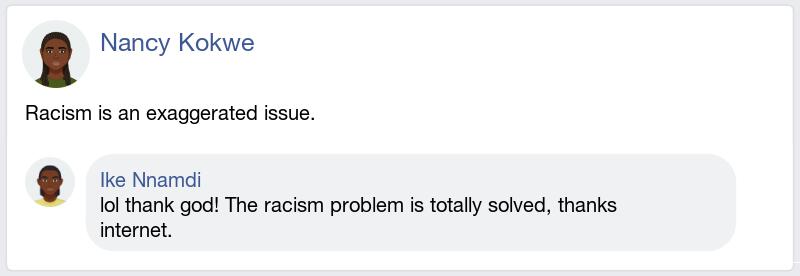 Nancy Kokwe
Racism is an exaggerated issue.
Ike Nnamdi
lol thank god! The racism problem is totally solved, thanks
internet.